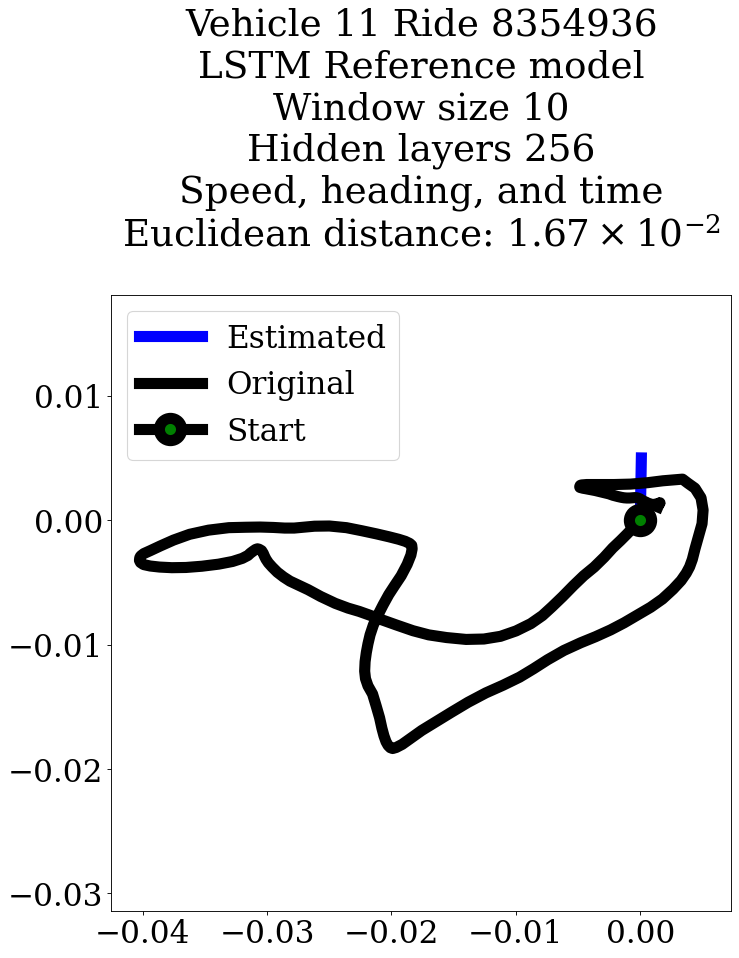 Vehicle 11 Ride 8354936
LSTM Reference model
Window size 10
Hidden layers 256
Speed, heading, and time
Euclidean distance: 1.67 × 10⁻²
Estimated
Original
Start
0.01
0.00
−0.01
−0.02
−0.03
−0.04 −0.03 −0.02 −0.01 0.00